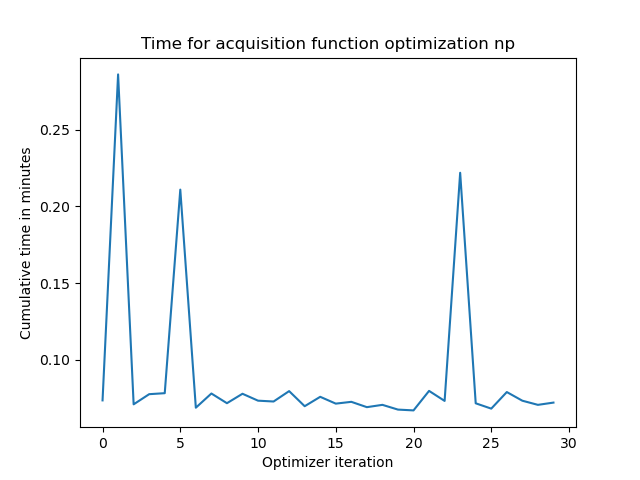 Time for acquisition function optimization np
Cumulative time in minutes
0.25
0.20
0.15
0.10
0 5 10 15 20 25 30
Optimizer iteration